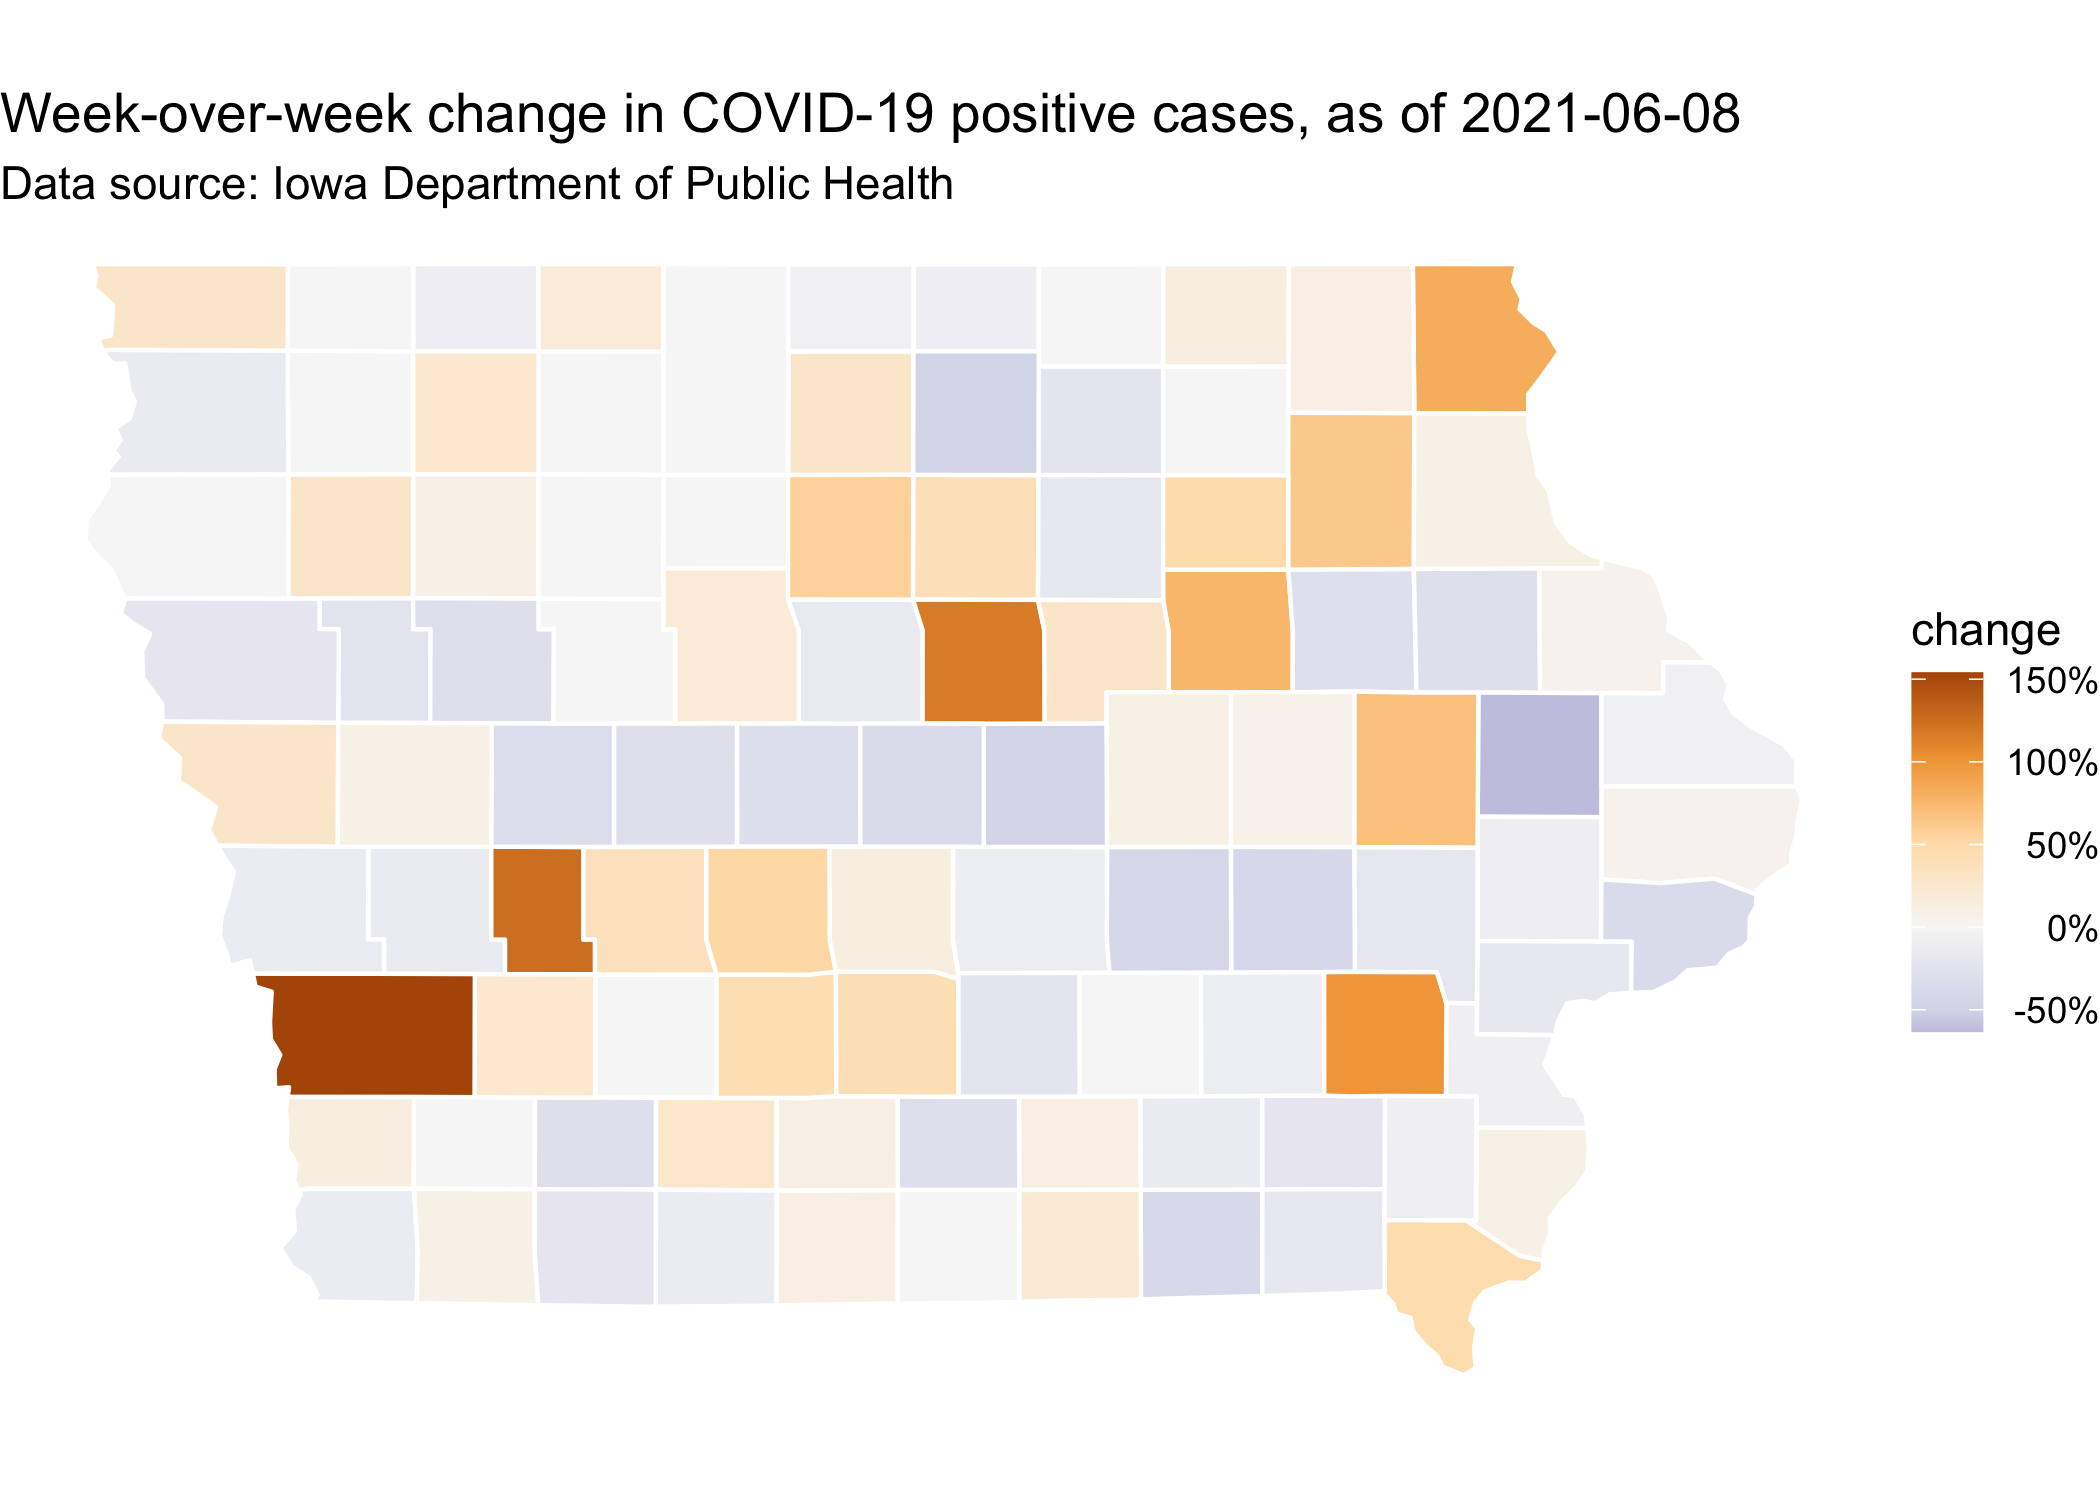 Week-over-week change in COVID-19 positive cases, as of 2021-06-08
Data source: Iowa Department of Public Health
change
150%
100%
50%
0%
-50%